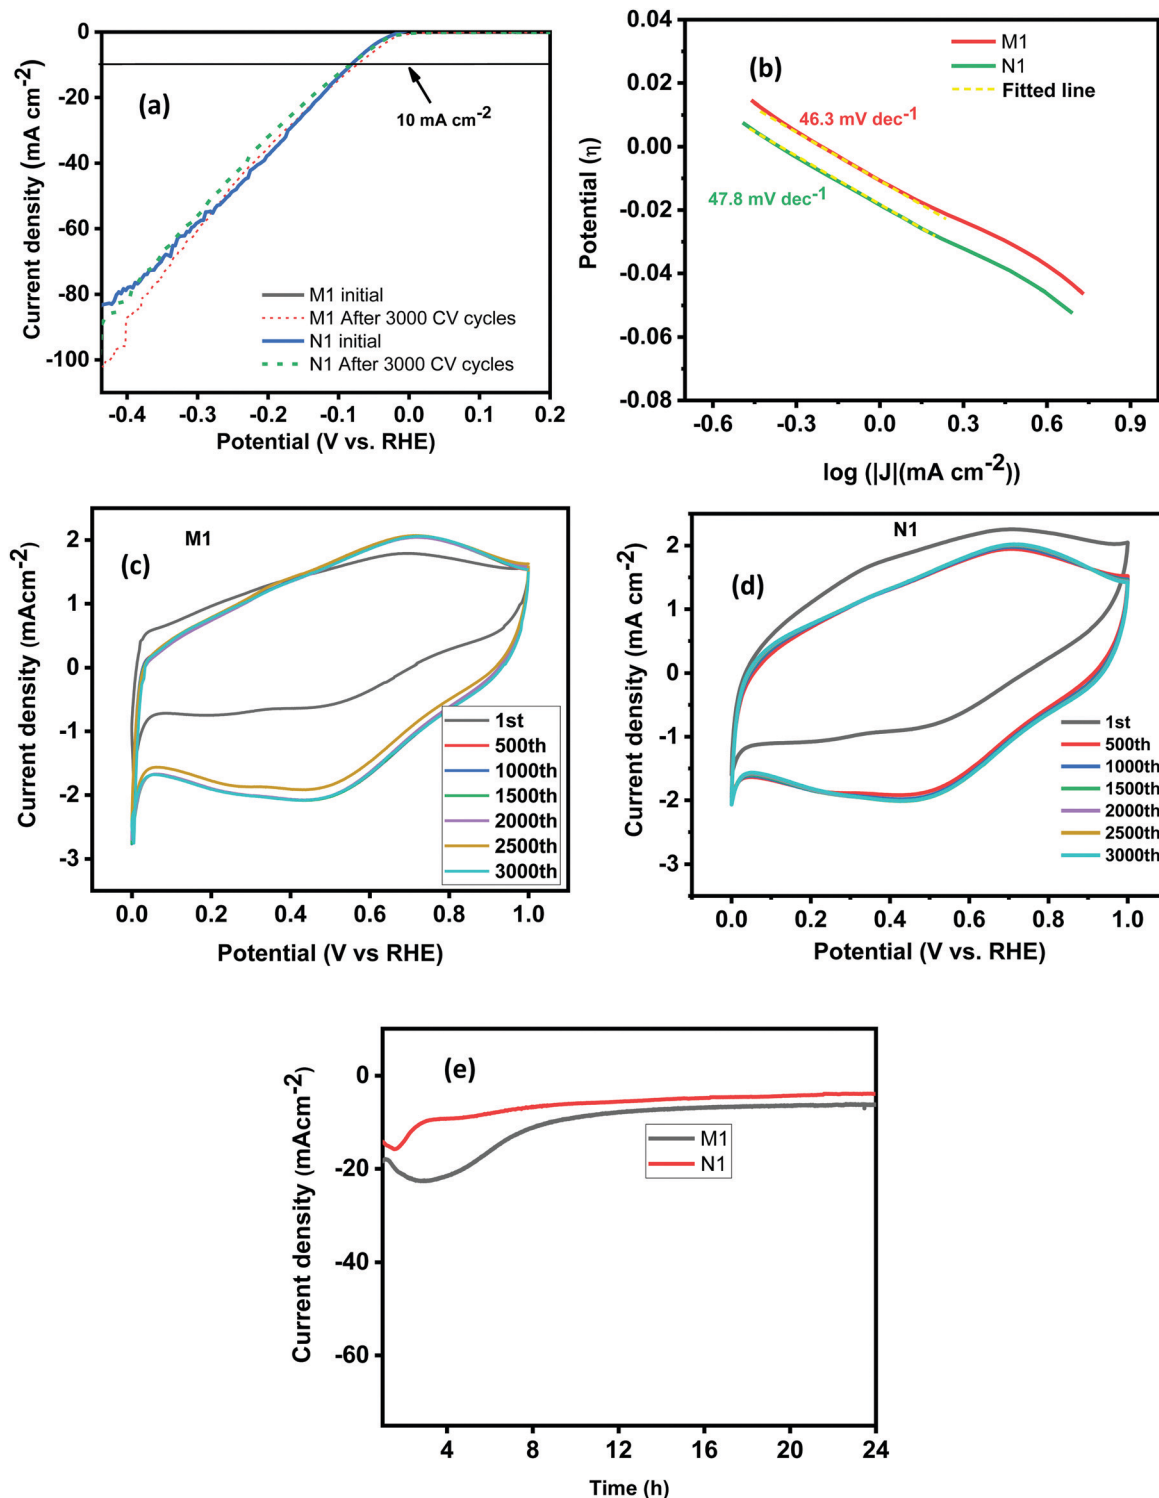 (a)
Current density (mA cm-2)
0
-20
-40
-60
-80
-100
10 mA cm-2
M1 initial
M1 After 3000 CV cycles
N1 initial
N1 After 3000 CV cycles
-0.4 -0.3 -0.2 -0.1 0.0 0.1 0.2
Potential (V vs. RHE)
(b)
Potential (η)
0.04
0.02
0.00
-0.02
-0.04
-0.06
-0.08
M1
N1
Fitted line
46.3 mV dec-1
47.8 mV dec-1
-0.6 -0.3 0.0 0.3 0.6 0.9
log (|J|(mA cm-2))
(c)
M1
Current density (mAcm-2)
2
1
0
-1
-2
-3
1st
500th
1000th
1500th
2000th
2500th
3000th
0.0 0.2 0.4 0.6 0.8 1.0
Potential (V vs RHE)
(d)
N1
Current density (mA cm-2)
2
1
0
-1
-2
-3
1st
500th
1000th
1500th
2000th
2500th
3000th
0.0 0.2 0.4 0.6 0.8 1.0
Potential (V vs. RHE)
(e)
Current density (mAcm-2)
0
-20
-40
-60
M1
N1
4 8 12 16 20 24
Time (h)